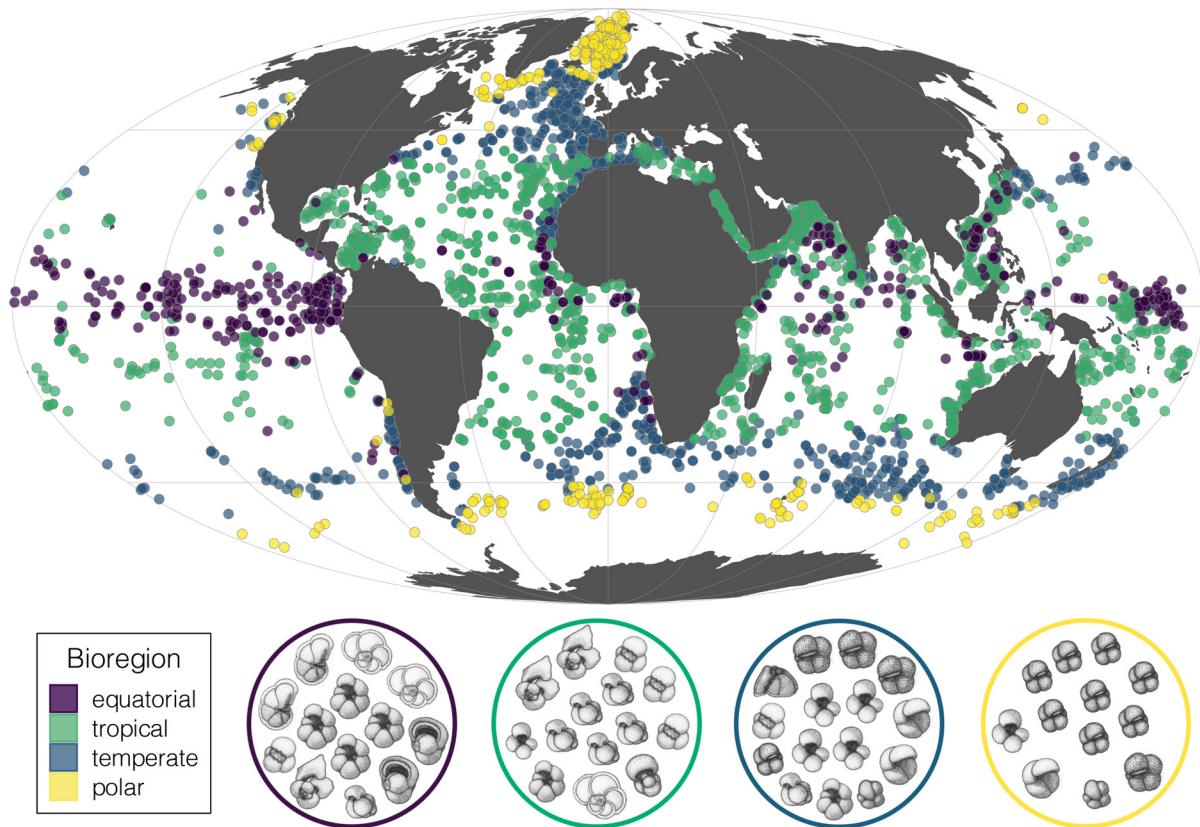 Bioregion
equatorial
tropical
temperate
polar